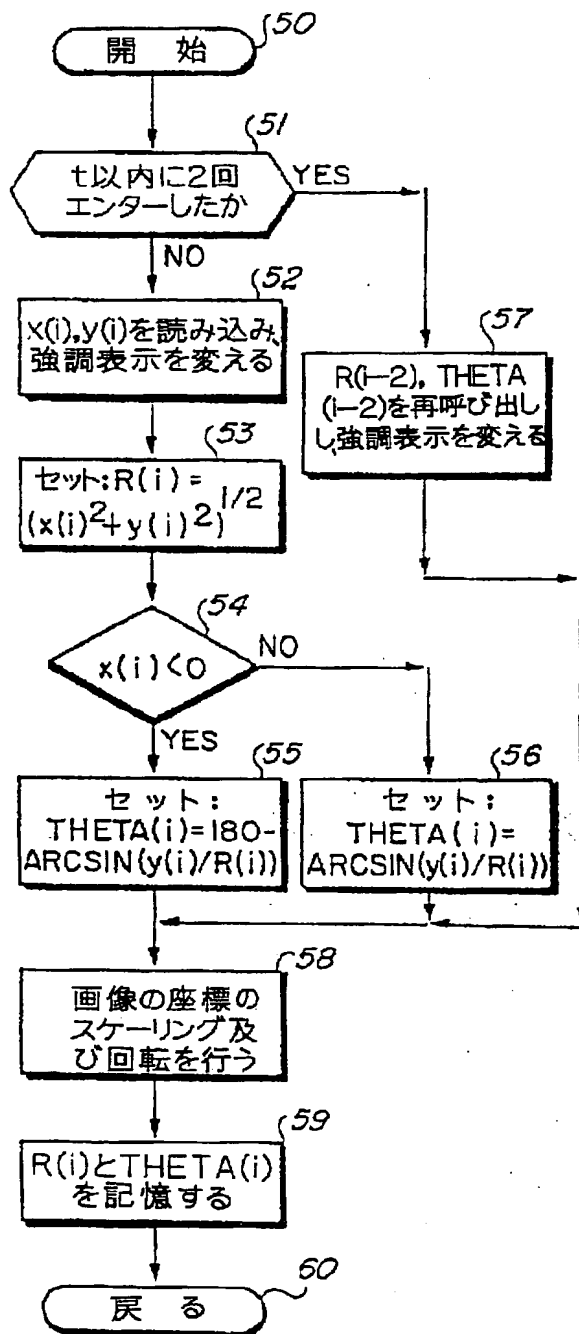 50
開 始
51
t以内に2回
エンターしたか
YES
NO
52
x(i),y(i)を読み込み、
強調表示を変える
57
R(i-2), THETA
(i-2)を再呼び出し
し、強調表示を変える
53
セット:R(i)=
(x(i)²+y(i)²)^1/2
54
x(i)<0
NO
YES
55
セット:
THETA(i)=180-
ARCSIN(y(i)/R(i))
56
セット:
THETA(i)=
ARCSIN(y(i)/R(i))
58
画像の座標の
スケーリング及
び回転を行う
59
R(i)とTHETA(i)
を記憶する
60
戻 る